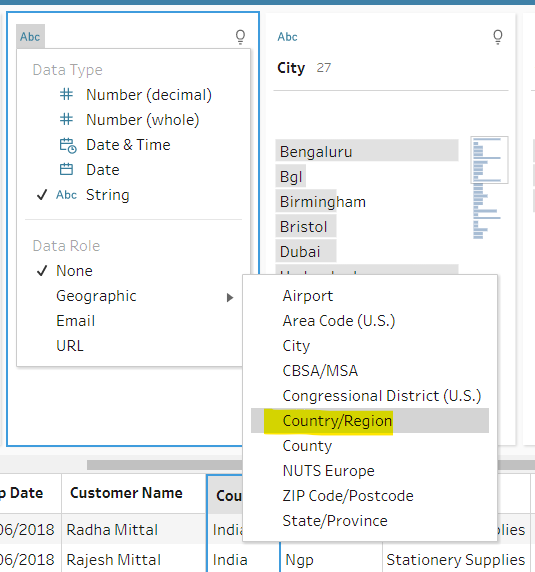 Abc
Data Type
Number (decimal)
Number (whole)
Date & Time
Date
Abc String
Data Role
None
Geographic
Email
URL
Abc
City 27
Bengaluru
Bgl
Birmingham
Bristol
Dubai
Airport
Area Code (U.S.)
City
CBSA/MSA
Congressional District (U.S.)
Country/Region
County
NUTS Europe
ZIP Code/Postcode
State/Province
p Date Customer Name Cou
06/2018 Radha Mittal India plies
06/2018 Rajesh Mittal India Ngp Stationery Supplies